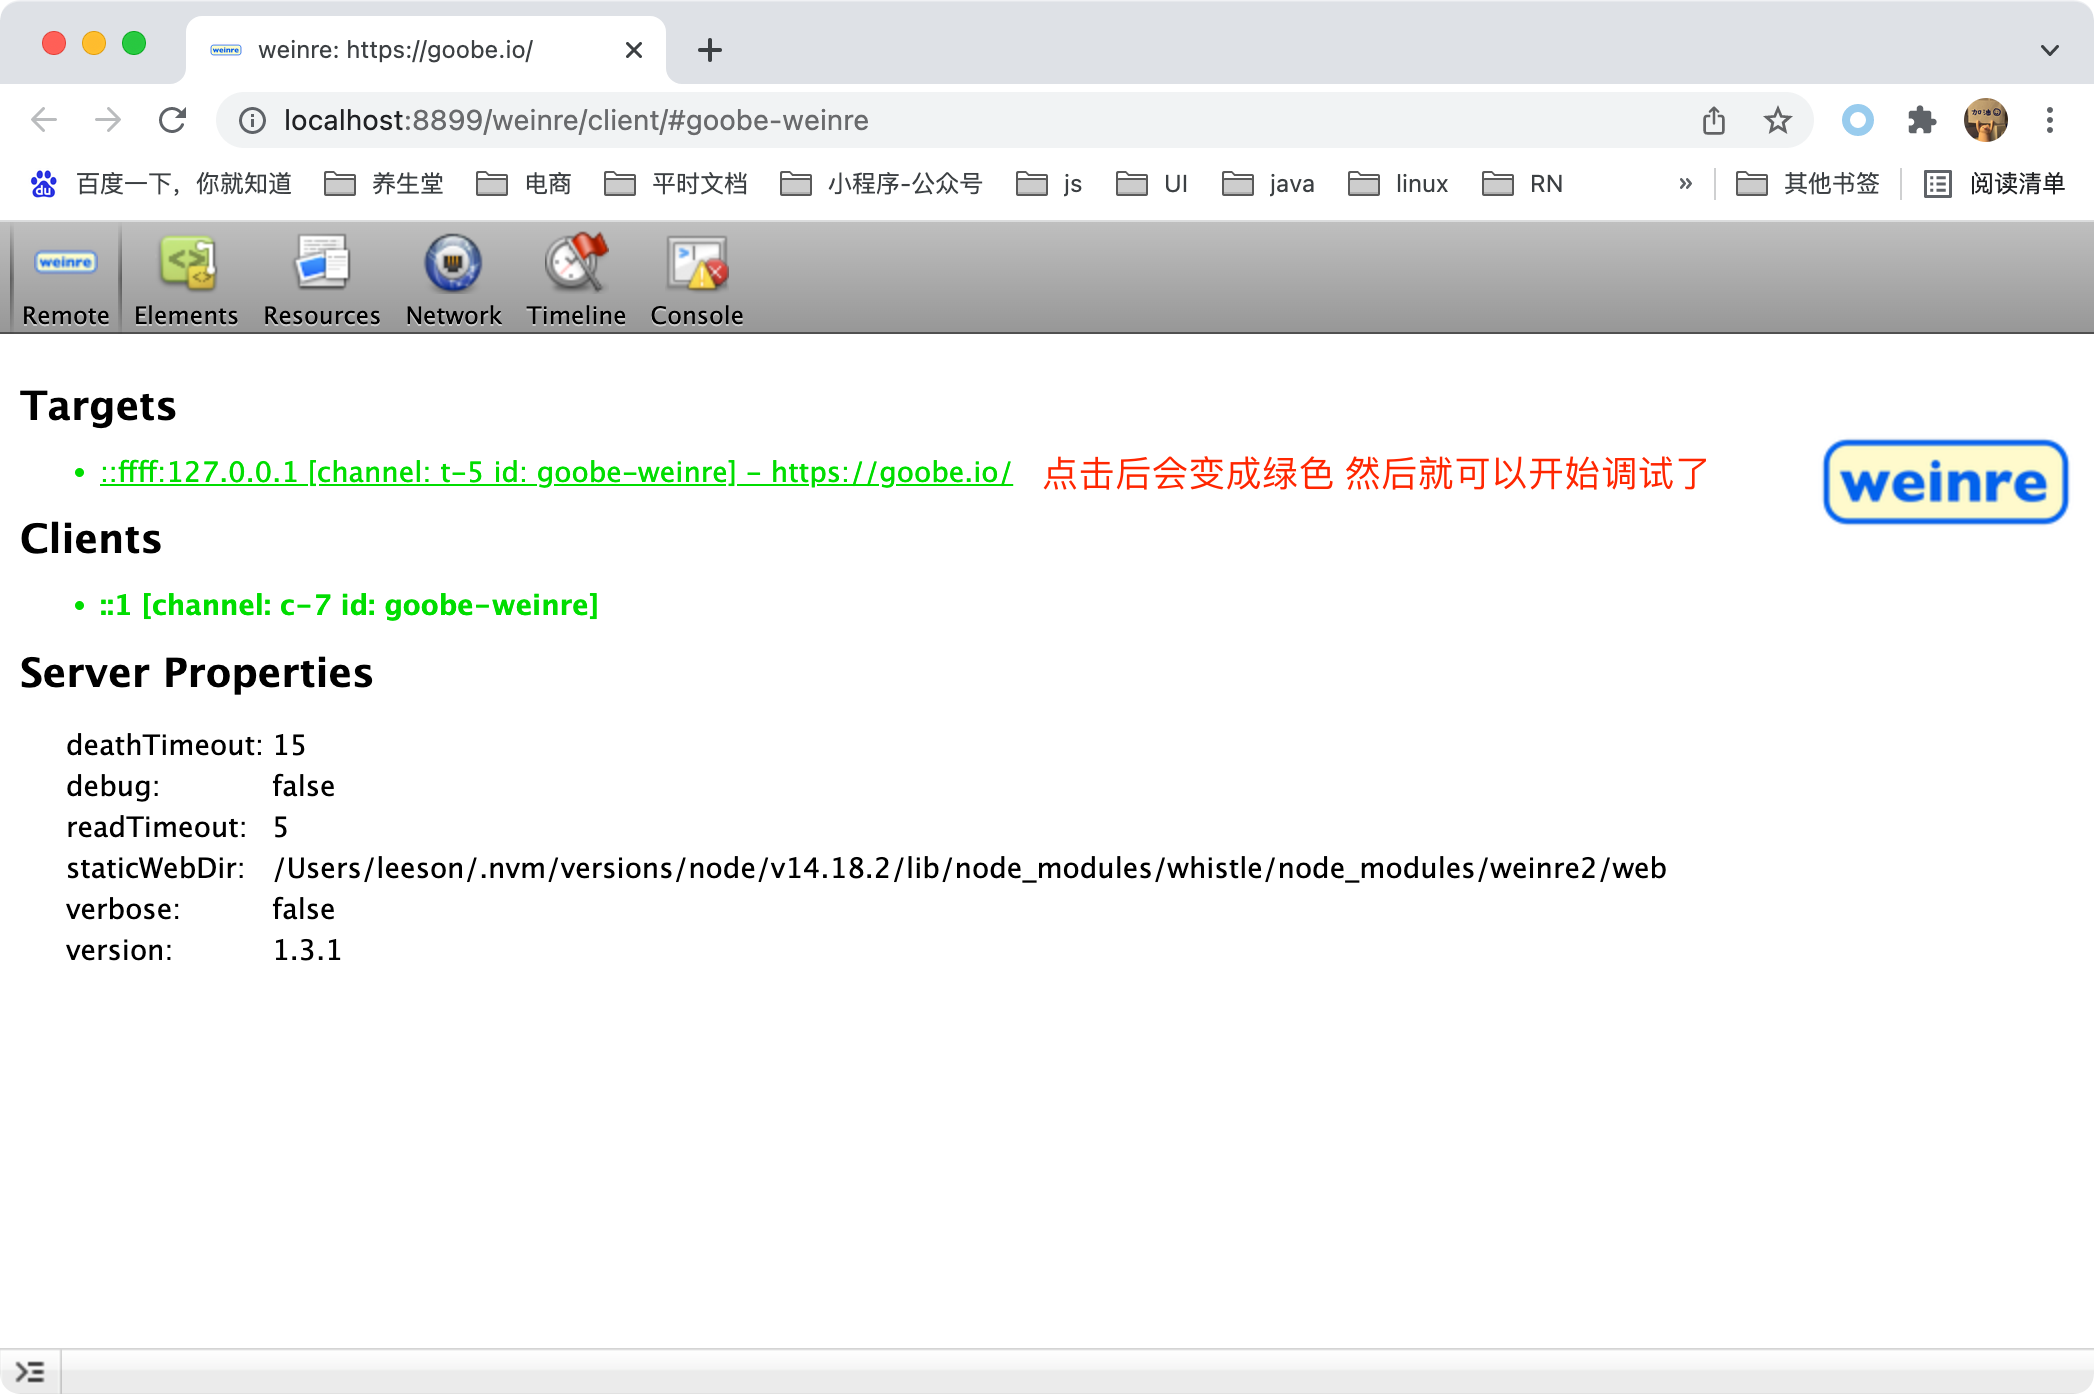 weinre weinre: https://goobe.io/
localhost:8899/weinre/client/#goobe-weinre
加油
du 百度一下，你就知道 养生堂 电商 平时文档 小程序-公众号 js UI java linux RN » 其他书签 阅读清单
weinre
Remote Elements Resources Network Timeline Console
Targets
::ffff:127.0.0.1 [channel: t-5 id: goobe-weinre] - https://goobe.io/ 点击后会变成绿色 然后就可以开始调试了
weinre
Clients
::1 [channel: c-7 id: goobe-weinre]
Server Properties
deathTimeout: 15
debug: false
readTimeout: 5
staticWebDir: /Users/leeson/.nvm/versions/node/v14.18.2/lib/node_modules/whistle/node_modules/weinre2/web
verbose: false
version: 1.3.1